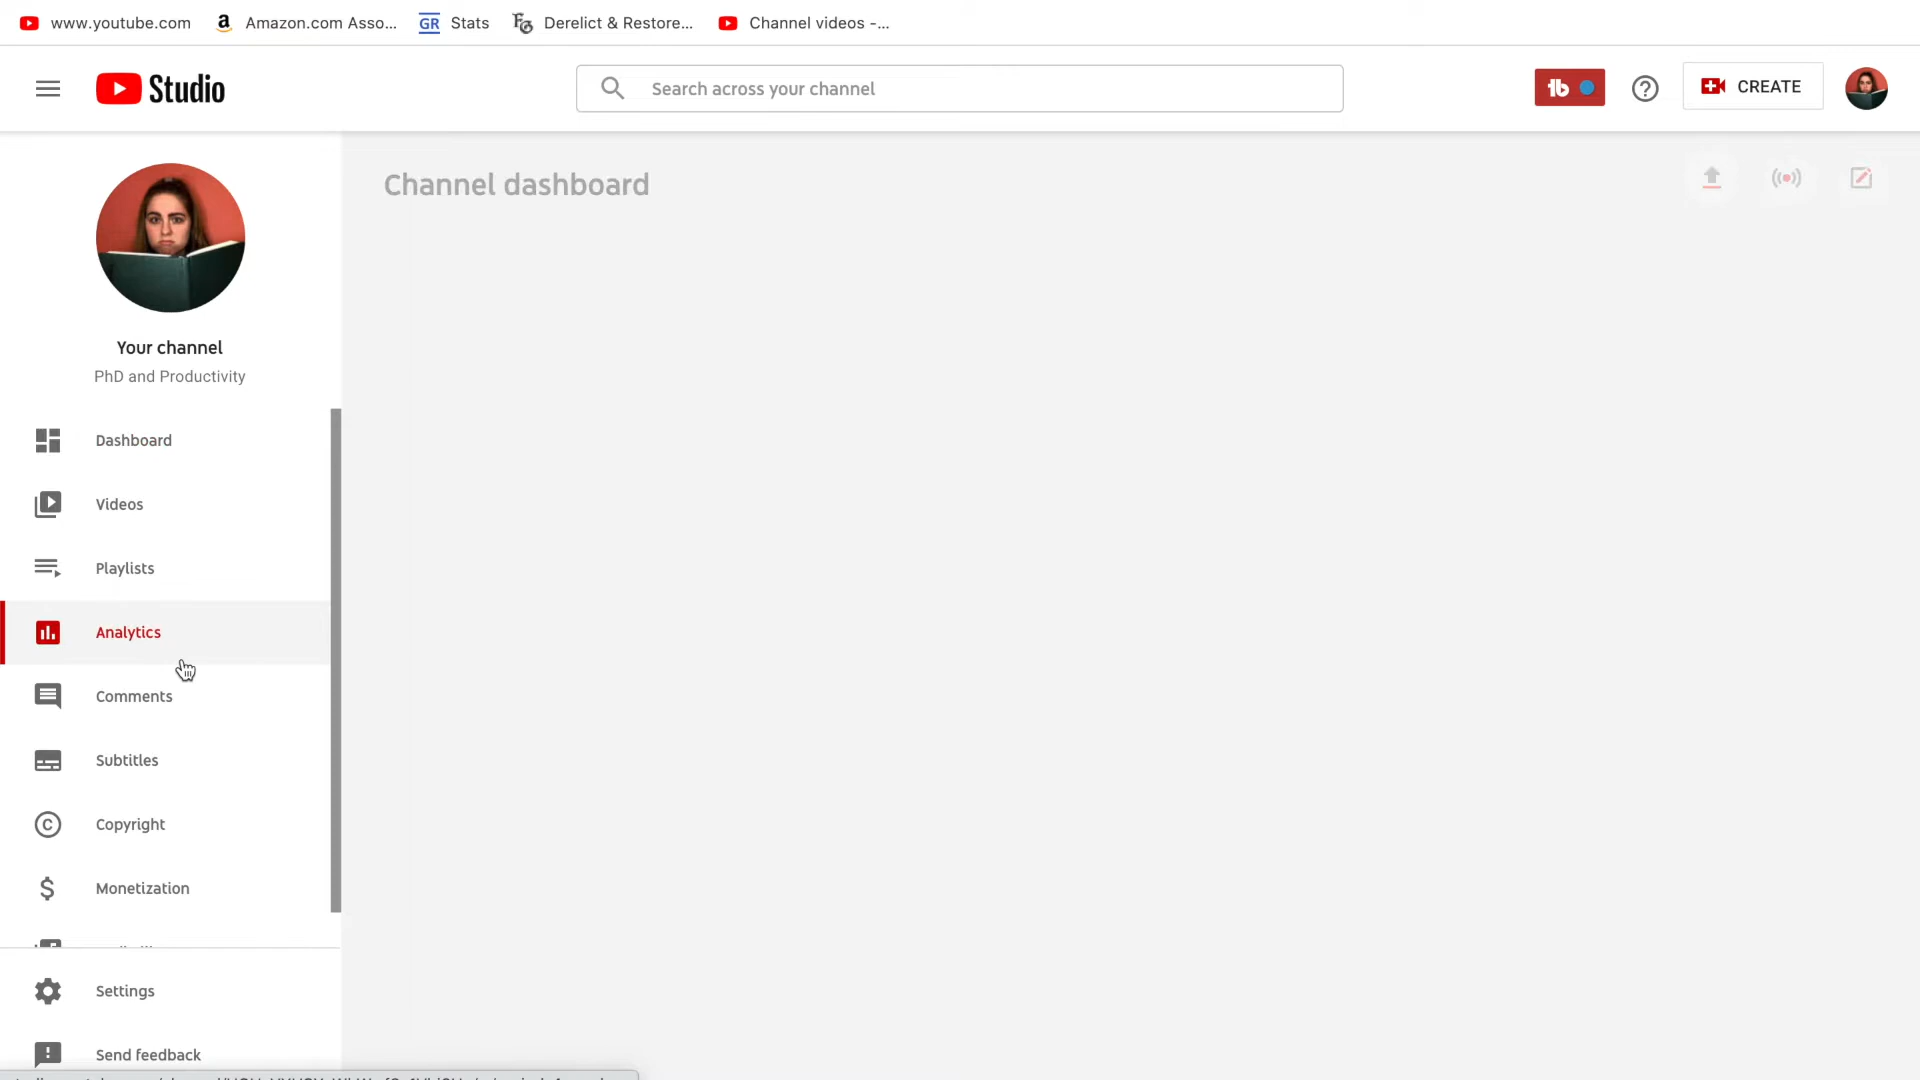 www.youtube.com
Amazon.com Asso...
GR Stats
Derelict & Restore...
Channel videos -...
Studio
Search across your channel
tb
CREATE
Channel dashboard
Your channel
PhD and Productivity
Dashboard
Videos
Playlists
Analytics
Comments
Subtitles
Copyright
Monetization
Settings
Send feedback